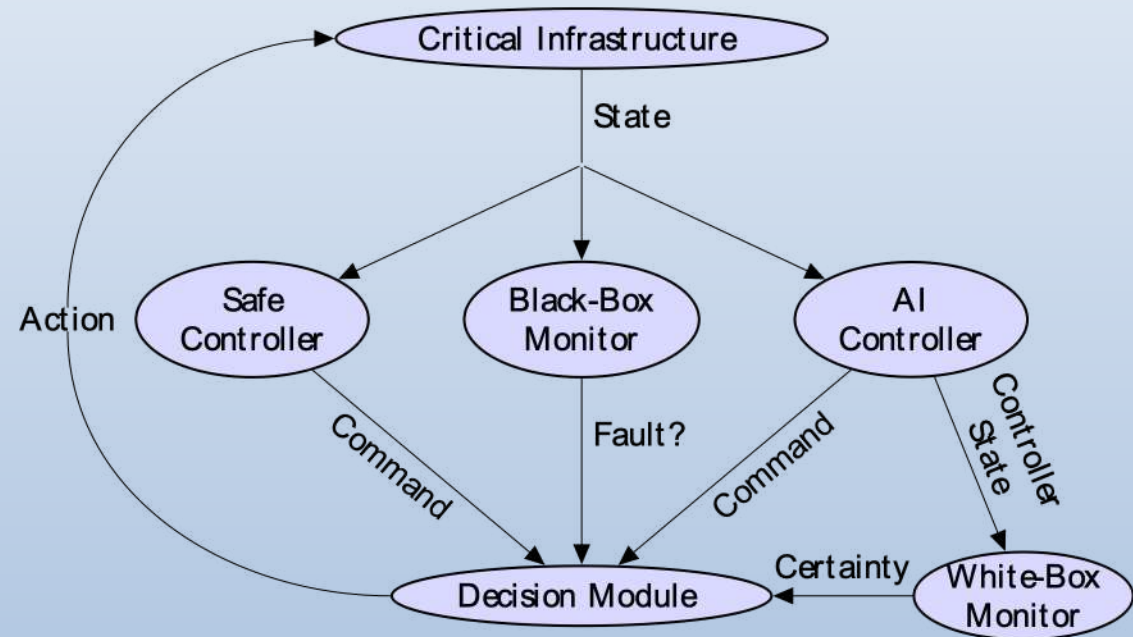 Critical Infrastructure
State
Safe
Controller
Black-Box
Monitor
AI
Controller
Action
Command
Fault?
Command
Controller
State
Certainty
Decision Module
White-Box
Monitor